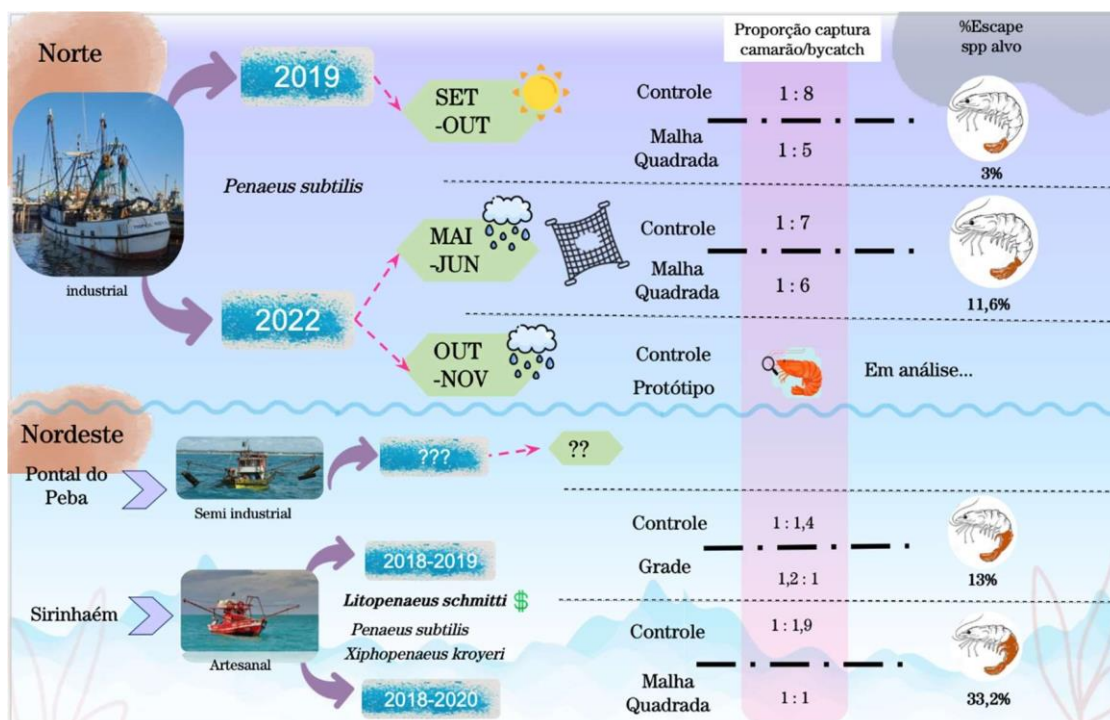 Proporção captura
camarão/bycatch
%Escape
spp alvo
Norte
2019
SET
-OUT
Controle
1 : 8
Malha
Quadrada
1 : 5
3%
Penaeus subtilis
industrial
MAI
-JUN
Controle
1 : 7
Malha
Quadrada
1 : 6
11,6%
2022
OUT
-NOV
Controle
Protótipo
Em análise...
Nordeste
Pontal do
Peba
Semi industrial
???
??
Controle
1 : 1,4
Grade
1,2 : 1
13%
Sirinhaém
Artesanal
2018-2019
Litopenaeus schmitti $
Penaeus subtilis
Xiphopenaeus kroyeri
2018-2020
Controle
1 : 1,9
Malha
Quadrada
1 : 1
33,2%